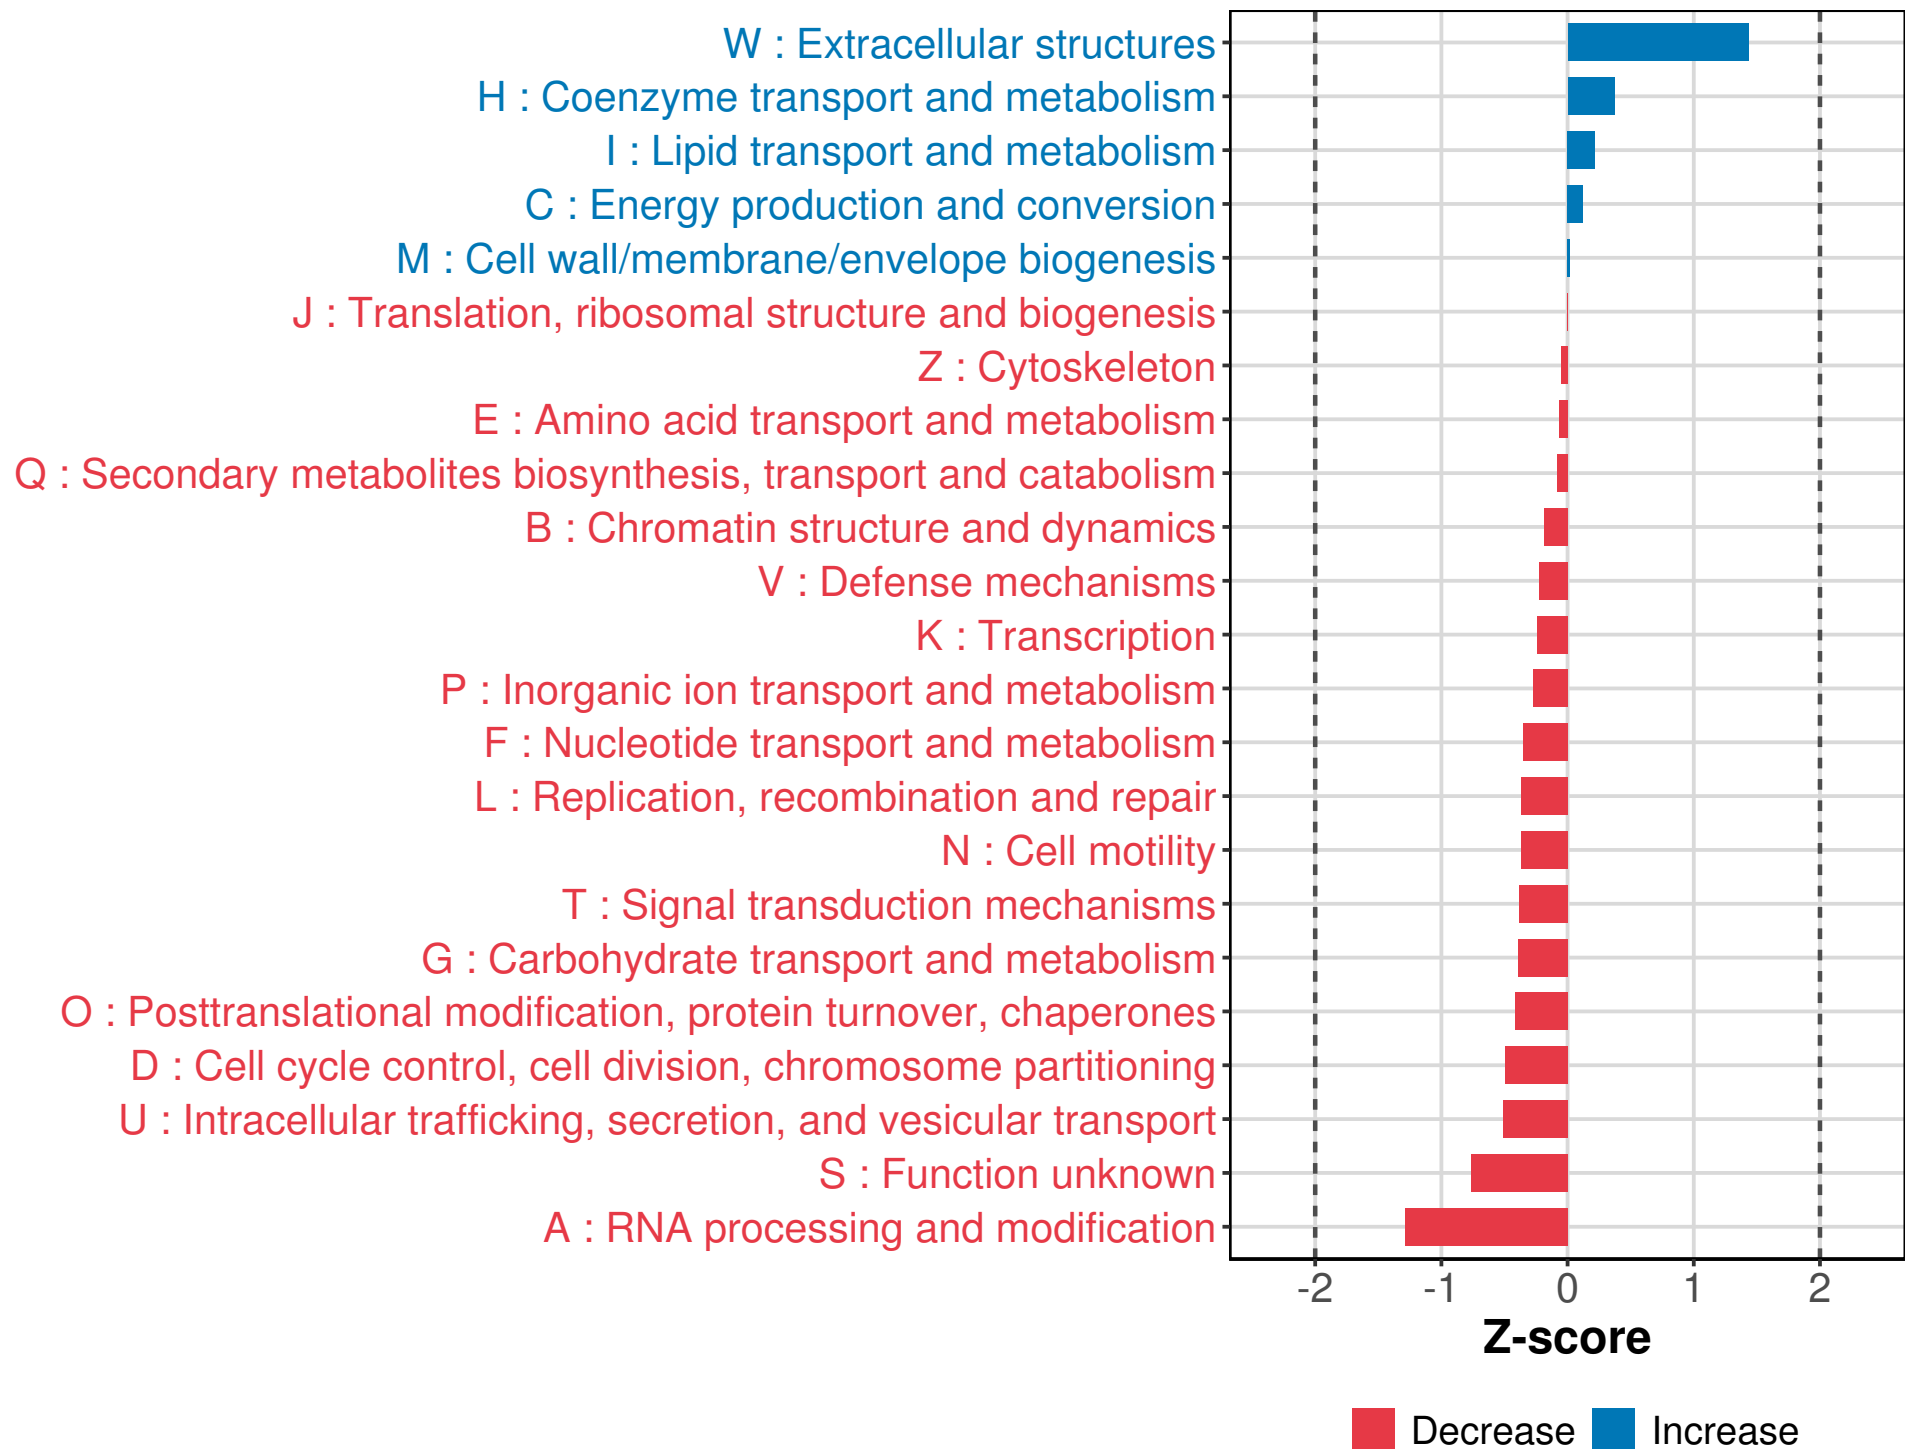 W : Extracellular structures
H : Coenzyme transport and metabolism
I : Lipid transport and metabolism
C : Energy production and conversion
M : Cell wall/membrane/envelope biogenesis
J : Translation, ribosomal structure and biogenesis
Z : Cytoskeleton
E : Amino acid transport and metabolism
Q : Secondary metabolites biosynthesis, transport and catabolism
B : Chromatin structure and dynamics
V : Defense mechanisms
K : Transcription
P : Inorganic ion transport and metabolism
F : Nucleotide transport and metabolism
L : Replication, recombination and repair
N : Cell motility
T : Signal transduction mechanisms
G : Carbohydrate transport and metabolism
O : Posttranslational modification, protein turnover, chaperones
D : Cell cycle control, cell division, chromosome partitioning
U : Intracellular trafficking, secretion, and vesicular transport
S : Function unknown
A : RNA processing and modification
-2 -1 0 1 2
Z-score
Decrease Increase